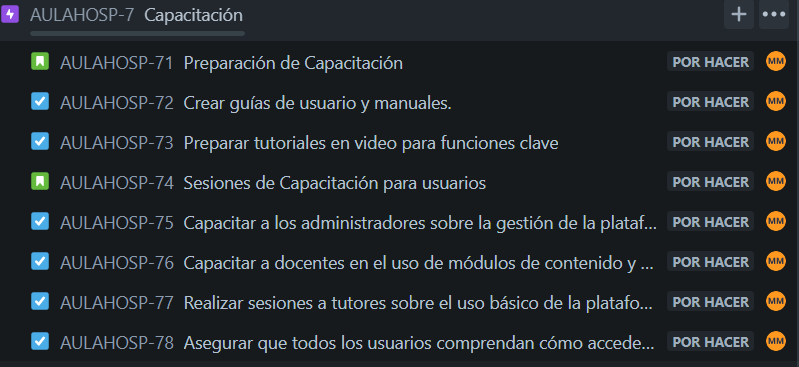 AULAHOSP-7 Capacitación
AULAHOSP-71 Preparación de Capacitación POR HACER MM
AULAHOSP-72 Crear guías de usuario y manuales. POR HACER MM
AULAHOSP-73 Preparar tutoriales en video para funciones clave POR HACER MM
AULAHOSP-74 Sesiones de Capacitación para usuarios POR HACER MM
AULAHOSP-75 Capacitar a los administradores sobre la gestión de la plataf... POR HACER MM
AULAHOSP-76 Capacitar a docentes en el uso de módulos de contenido y ... POR HACER MM
AULAHOSP-77 Realizar sesiones a tutores sobre el uso básico de la platafo... POR HACER MM
AULAHOSP-78 Asegurar que todos los usuarios comprendan cómo accede... POR HACER MM